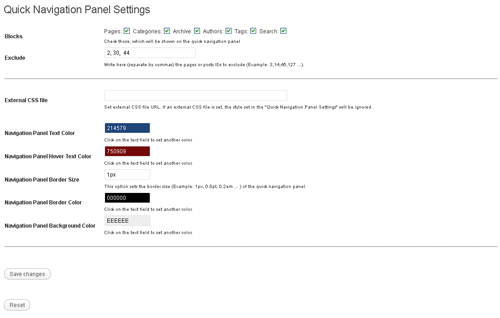 Quick Navigation Panel Settings
Blocks Pages: Categories: Archive: Authors: Tags: Search:
Check those, which will be shown on the quick navigation panel
Exclude 2, 30, 44
Write here (separate by commas) the pages or posts IDs to exclude (Example: 3,14,46,127 ...).
External CSS file
Set external CSS file URL. If an external CSS file is set, the style set in the "Quick Navigation Panel Settings" will be ignored.
Navigation Panel Text Color 214579
Click on the text field to set another color
Navigation Panel Hover Text Color 750909
Click on the text field to set another color
Navigation Panel Border Size 1px
This option sets the border size (Example: 1px, 0.6pt, 0.2em ... ) of the quick navigation panel.
Navigation Panel Border Color 000000
Click on the text field to set another color
Navigation Panel Background Color EEEEEE
Click on the text field to set another color
Save changes
Reset